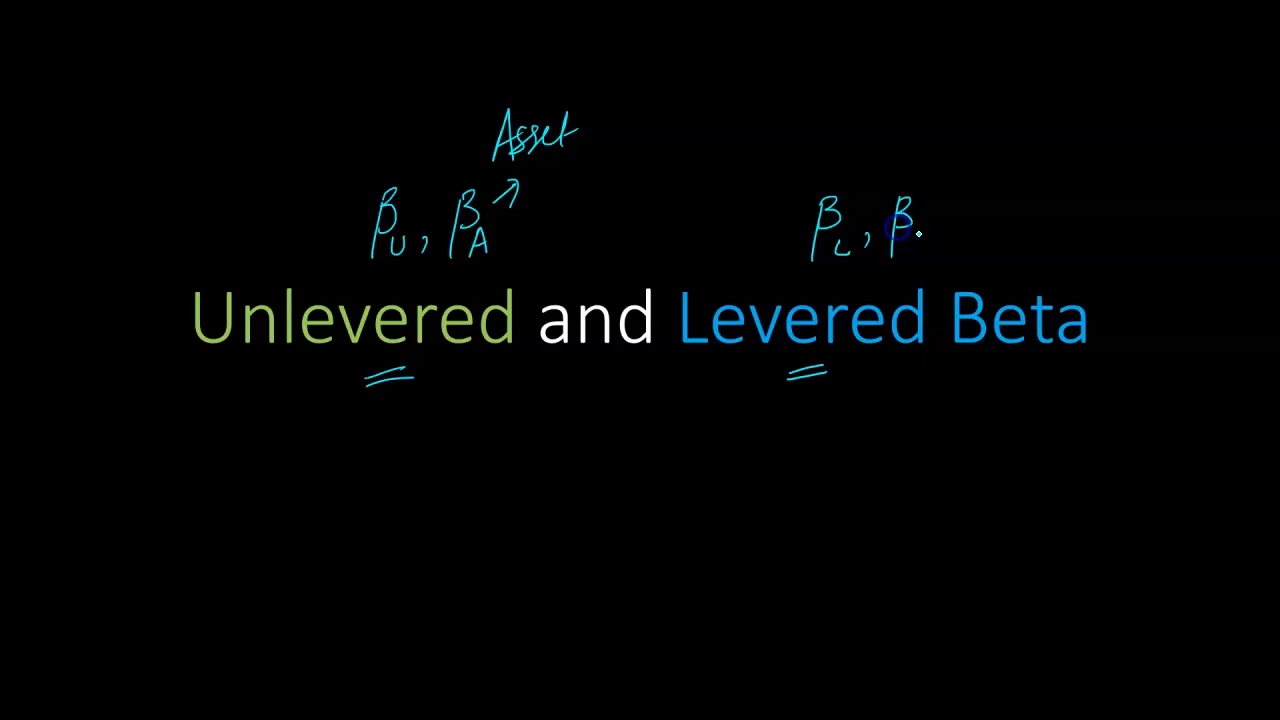 Asset
βU, βA
βL, β
Unlevered and Levered Beta